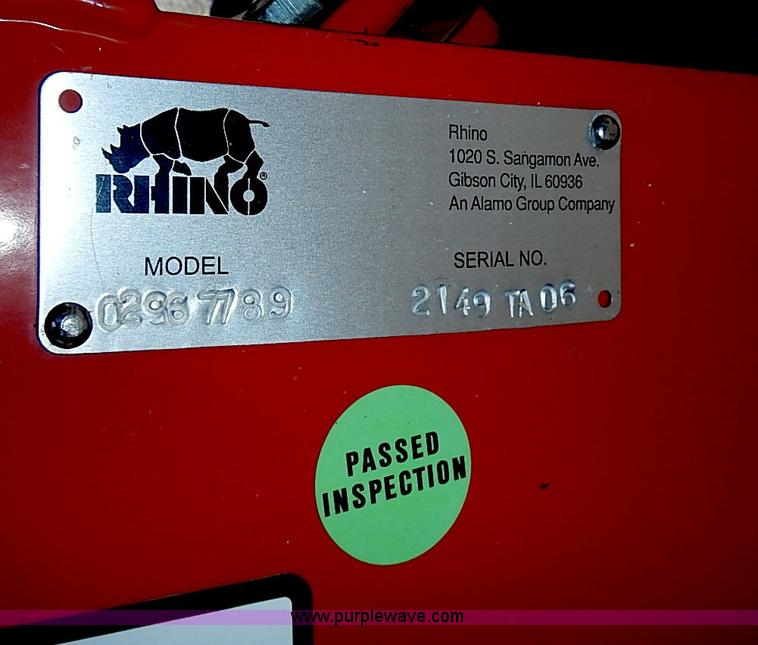 RHINO®
Rhino
1020 S. Sangamon Ave.
Gibson City, IL 60936
An Alamo Group Company
MODEL
SERIAL NO.
02967789
2149 TA 06
PASSED
INSPECTION
www.purplewave.com